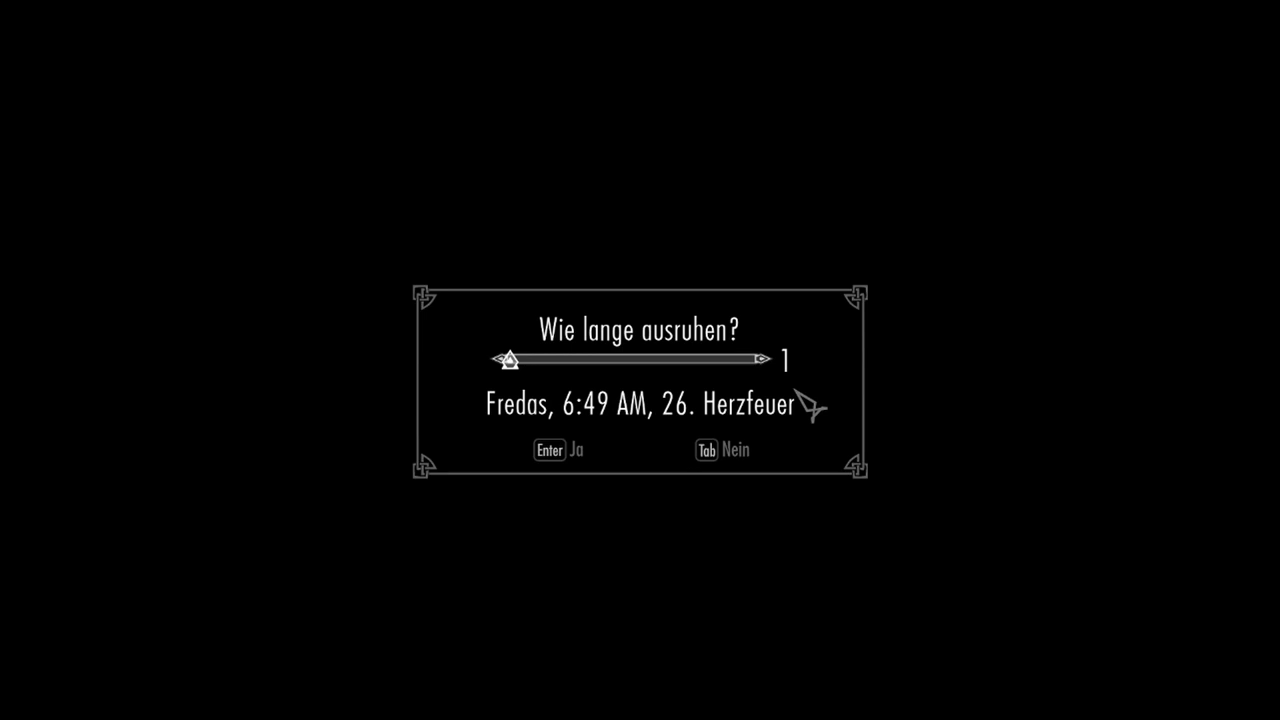 Wie lange ausruhen?
1
Fredas, 6:49 AM, 26. Herzfeuer
Enter Ja Tab Nein